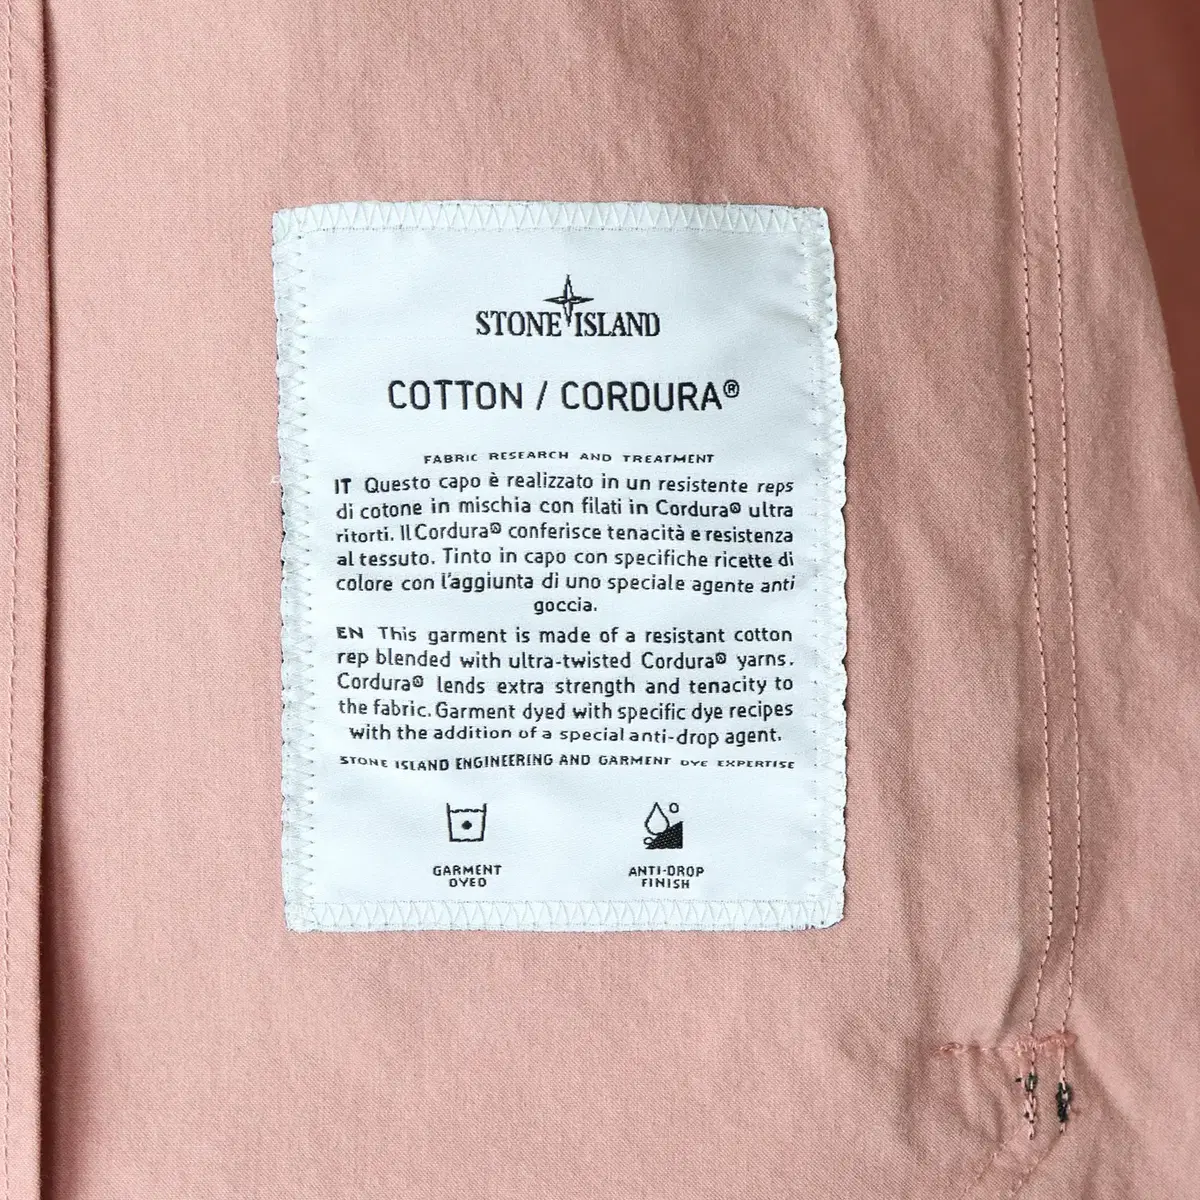 STONE ISLAND
COTTON / CORDURA®
FABRIC RESEARCH AND TREATMENT
IT Questo capo è realizzato in un resistente reps
di cotone in mischia con filati in Cordura® ultra
ritorti. Il Cordura® conferisce tenacità e resistenza
al tessuto. Tinto in capo con specifiche ricette di
colore con l'aggiunta di uno speciale agente anti
goccia.
EN This garment is made of a resistant cotton
rep blended with ultra-twisted Cordura® yarns.
Cordura® lends extra strength and tenacity to
the fabric. Garment dyed with specific dye recipes
with the addition of a special anti-drop agent.
STONE ISLAND ENGINEERING AND GARMENT DYE EXPERTISE
GARMENT
DYED
ANTI-DROP
FINISH